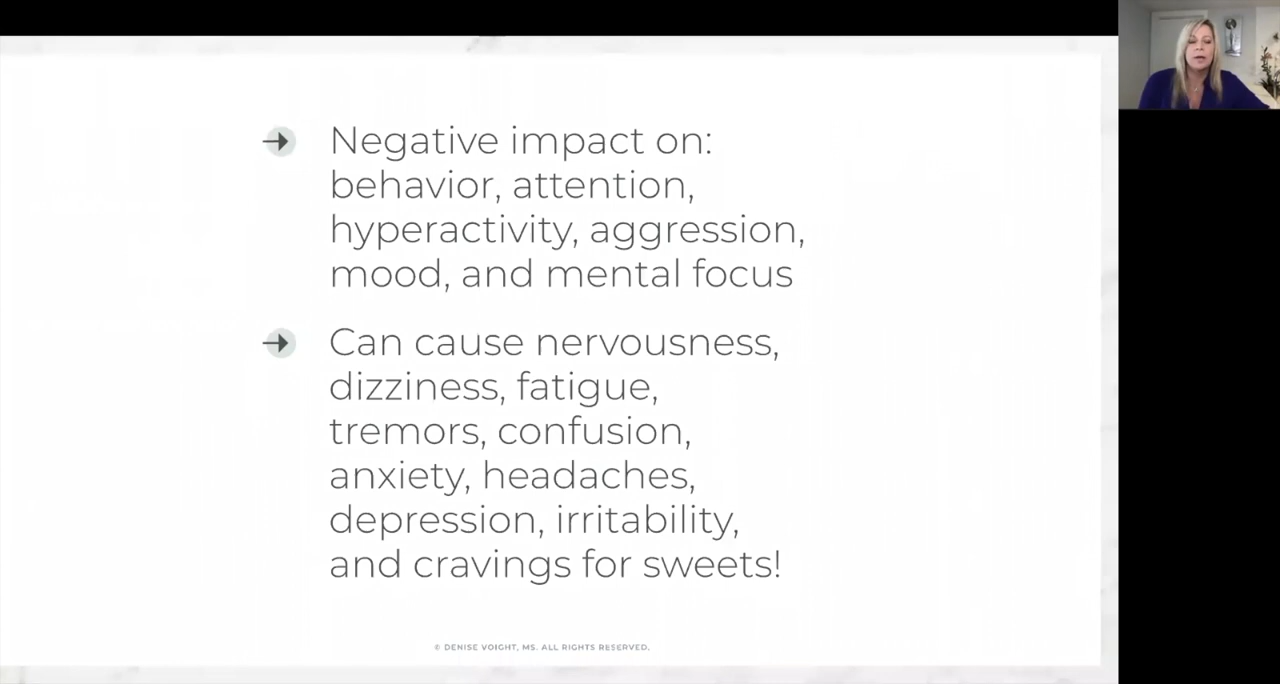 Negative impact on:
behavior, attention,
hyperactivity, aggression,
mood, and mental focus
Can cause nervousness,
dizziness, fatigue,
tremors, confusion,
anxiety, headaches,
depression, irritability,
and cravings for sweets!
© DENISE VOIGHT, MS. ALL RIGHTS RESERVED.